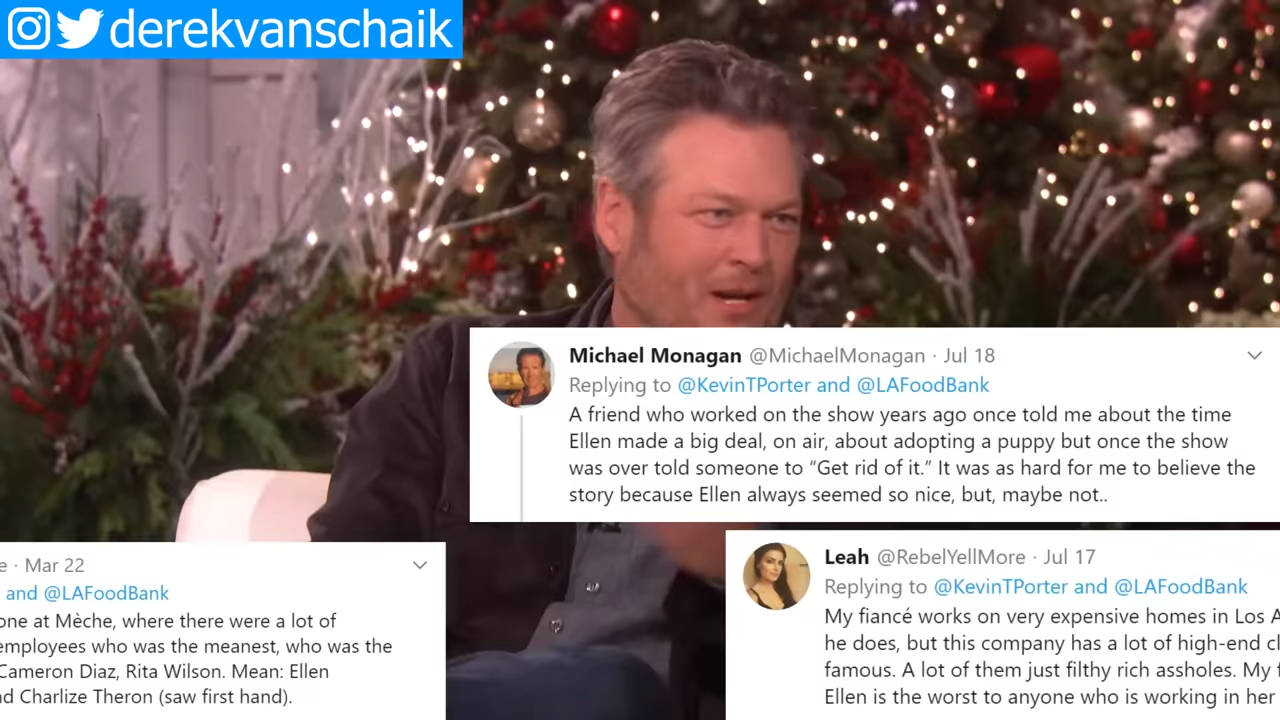 derekvanschaik
Michael Monagan @MichaelMonagan · Jul 18
Replying to @KevinTPorter and @LAFoodBank
A friend who worked on the show years ago once told me about the time
Ellen made a big deal, on air, about adopting a puppy but once the show
was over told someone to “Get rid of it.” It was as hard for me to believe the
story because Ellen always seemed so nice, but, maybe not..
e · Mar 22
and @LAFoodBank
one at Mèche, where there were a lot of
employees who was the meanest, who was the
Cameron Diaz, Rita Wilson. Mean: Ellen
nd Charlize Theron (saw first hand).
Leah @RebelYellMore · Jul 17
Replying to @KevinTPorter and @LAFoodBank
My fiancé works on very expensive homes in Los A
he does, but this company has a lot of high-end cl
famous. A lot of them just filthy rich assholes. My f
Ellen is the worst to anyone who is working in her